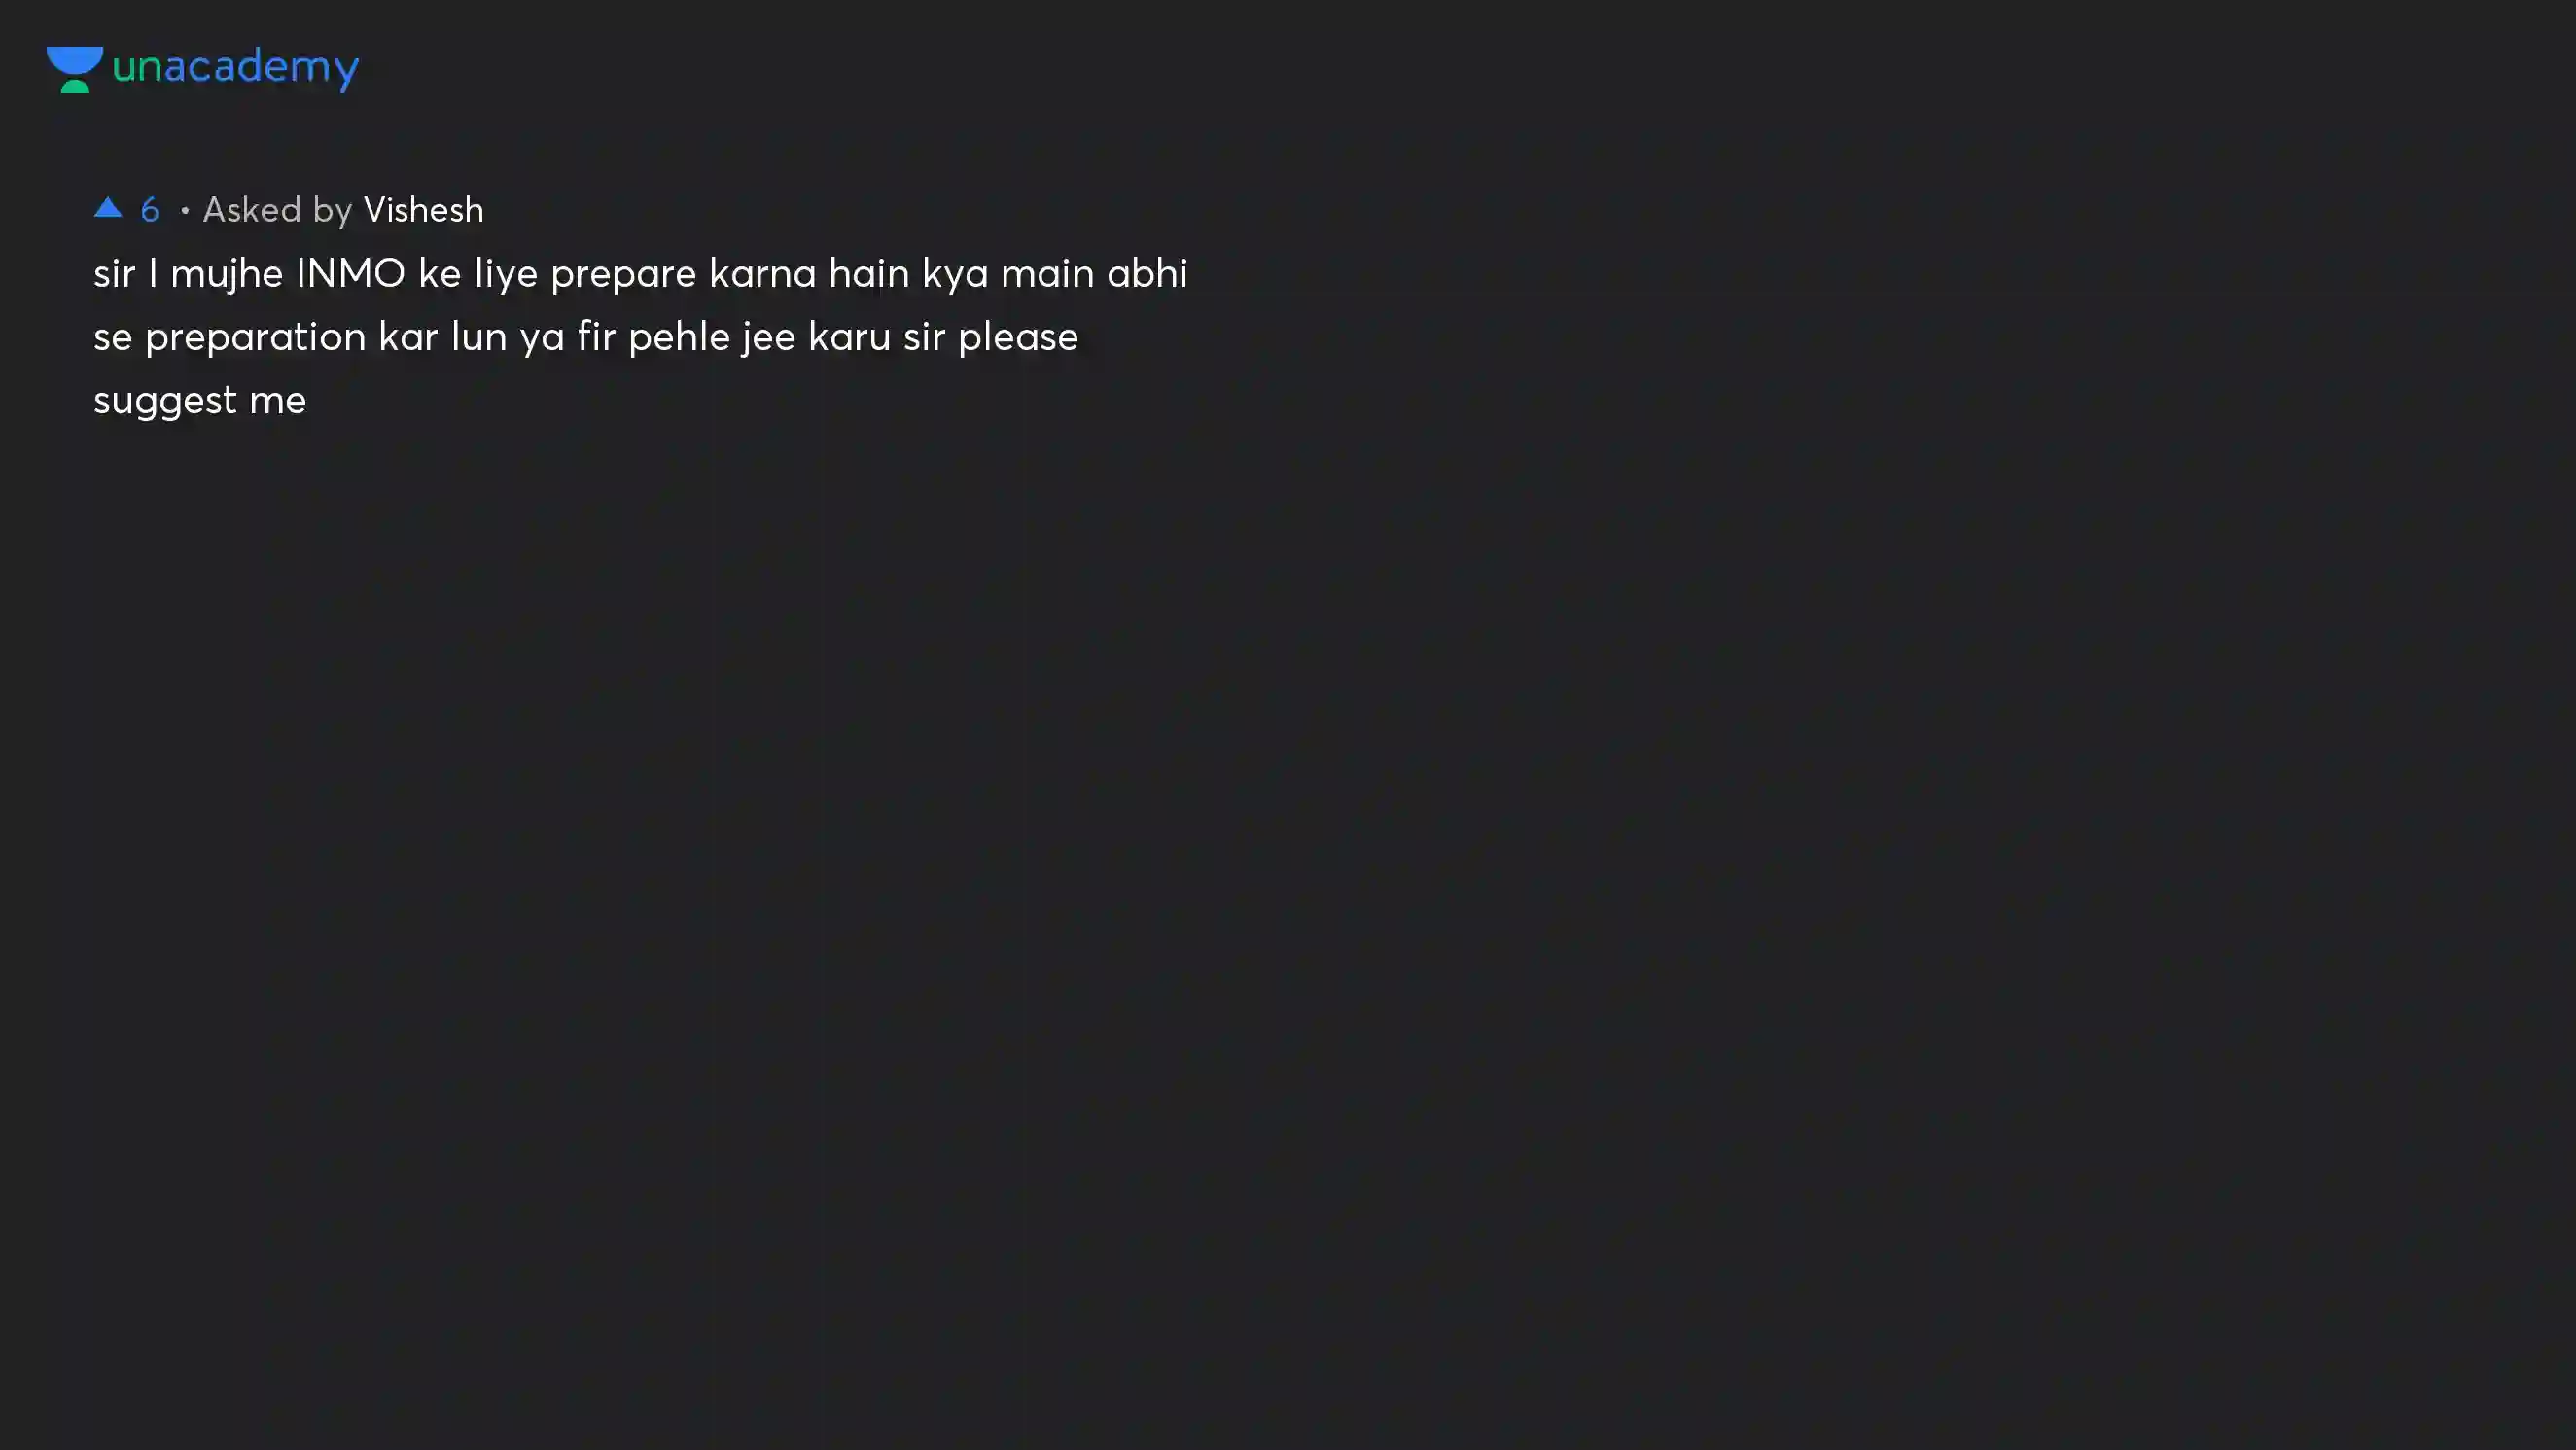 unacademy
▲ 6 • Asked by Vishesh
sir I mujhe INMO ke liye prepare karna hain kya main abhi
se preparation kar lun ya fir pehle jee karu sir please
suggest me